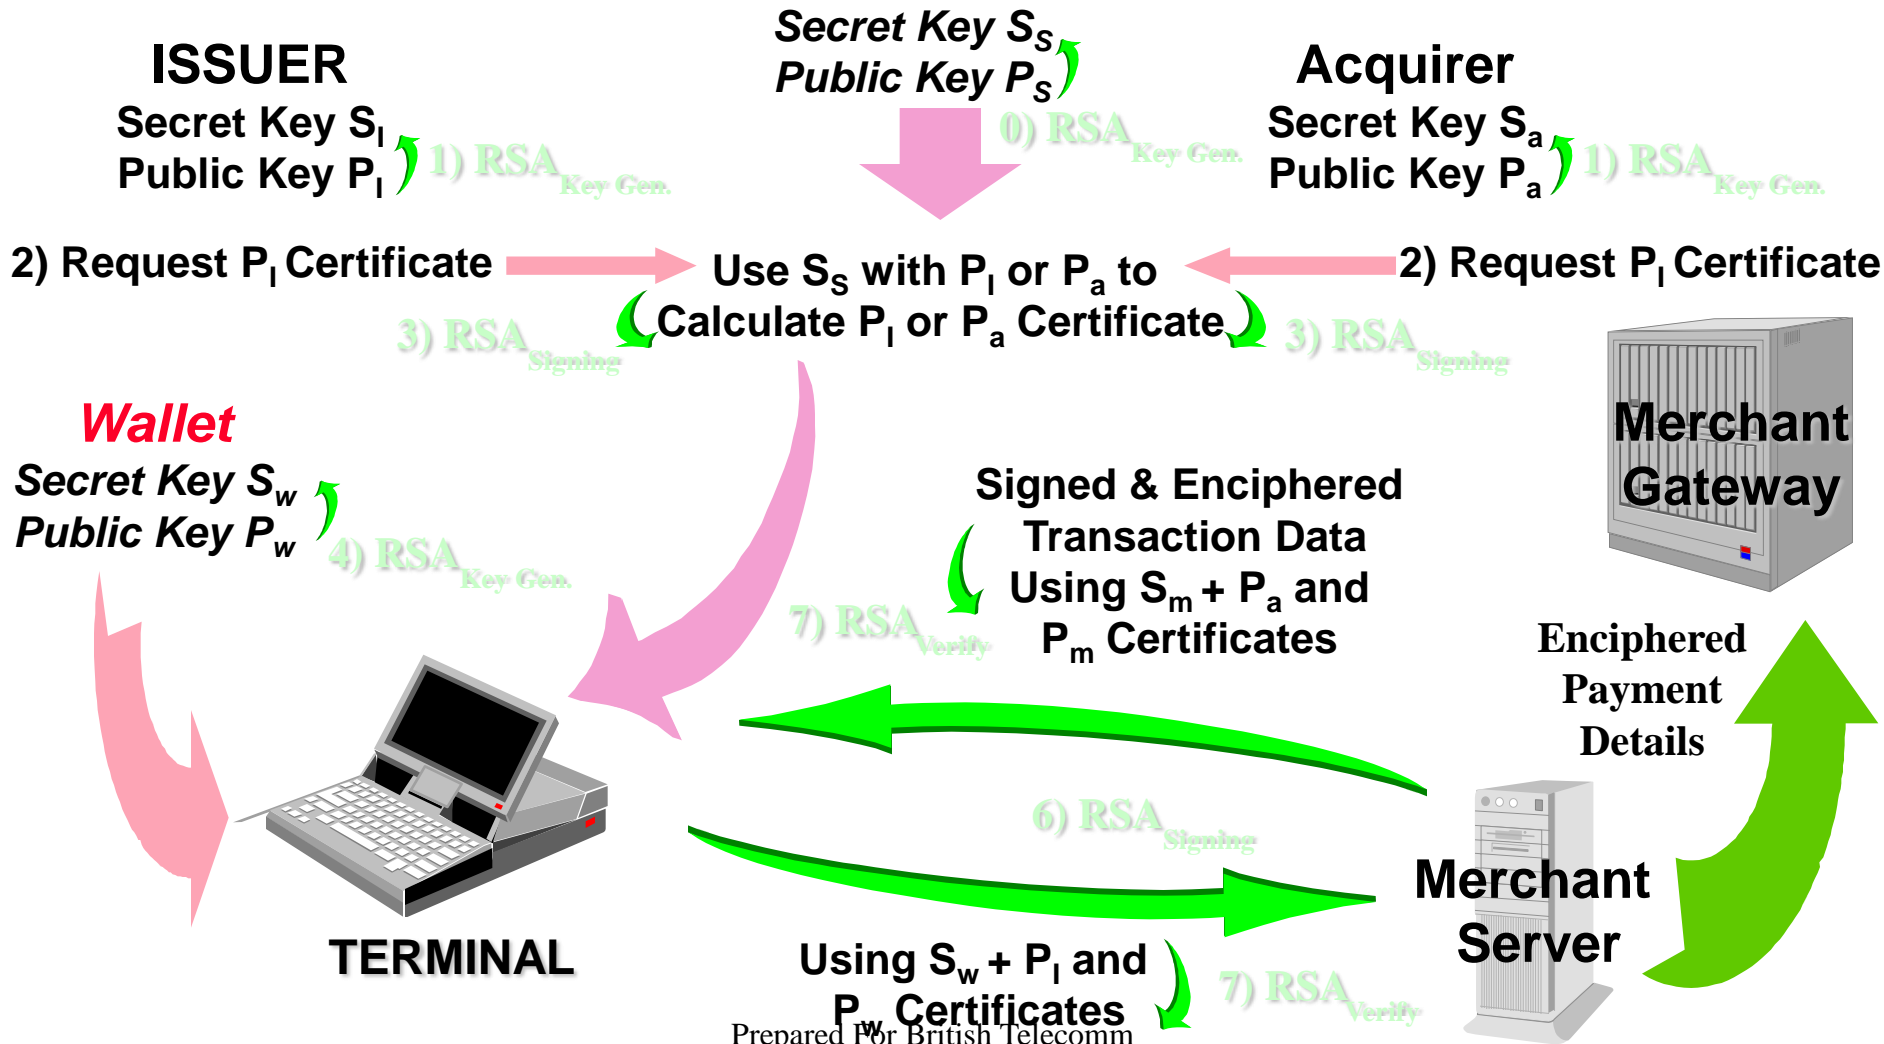 Secret Key SS
Public Key PS
0) RSA Key Gen.
ISSUER
Secret Key SI
Public Key PI
1) RSA Key Gen.
Acquirer
Secret Key Sa
Public Key Pa
1) RSA Key Gen.
2) Request PI Certificate
Use SS with PI or Pa to
Calculate PI or Pa Certificate
2) Request PI Certificate
3) RSA Signing
3) RSA Signing
Wallet
Secret Key Sw
Public Key Pw
4) RSA Key Gen.
Signed & Enciphered
Transaction Data
Using Sm + Pa and
Pm Certificates
7) RSA Verify
Merchant
Gateway
Enciphered
Payment
Details
6) RSA Signing
Merchant
Server
TERMINAL
Using Sw + PI and
Pw Certificates
7) RSA Verify
Prepared For British Telecomm